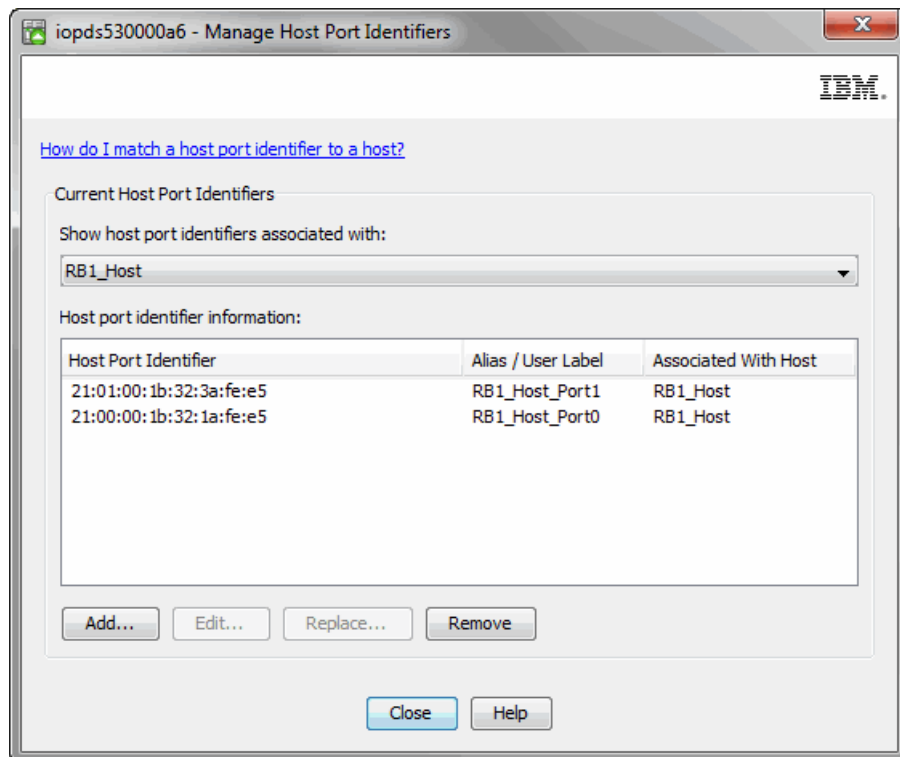 iopds530000a6 - Manage Host Port Identifiers
IBM.
How do I match a host port identifier to a host?
Current Host Port Identifiers
Show host port identifiers associated with:
RB1_Host
Host port identifier information:
Host Port Identifier Alias / User Label Associated With Host
21:01:00:1b:32:3a:fe:e5 RB1_Host_Port1 RB1_Host
21:00:00:1b:32:1a:fe:e5 RB1_Host_Port0 RB1_Host
Add... Edit... Replace... Remove
Close Help